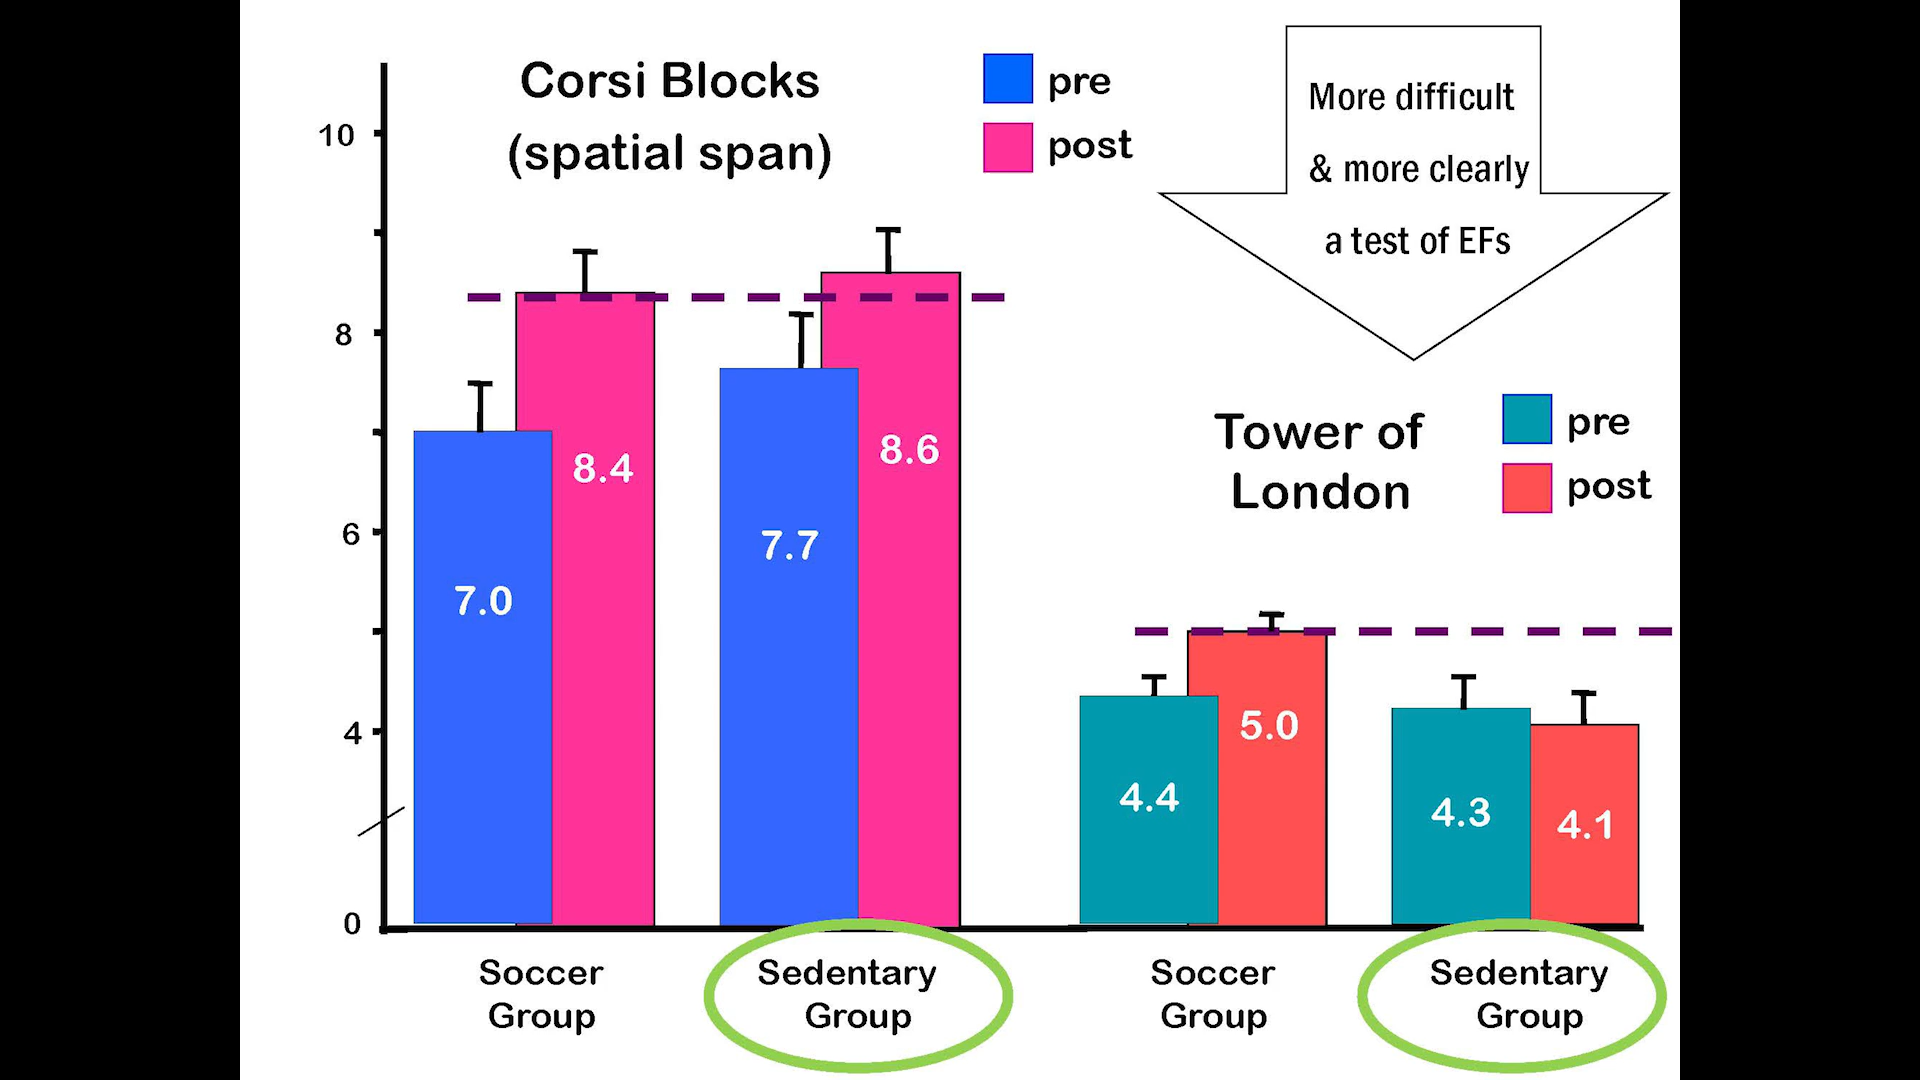 Corsi Blocks
(spatial span)
pre
post
More difficult
& more clearly
a test of EFs
10
8
6
4
0
8.4
8.6
7.7
7.0
Tower of
London
pre
post
5.0
4.4
4.3
4.1
Soccer
Group
Sedentary
Group
Soccer
Group
Sedentary
Group